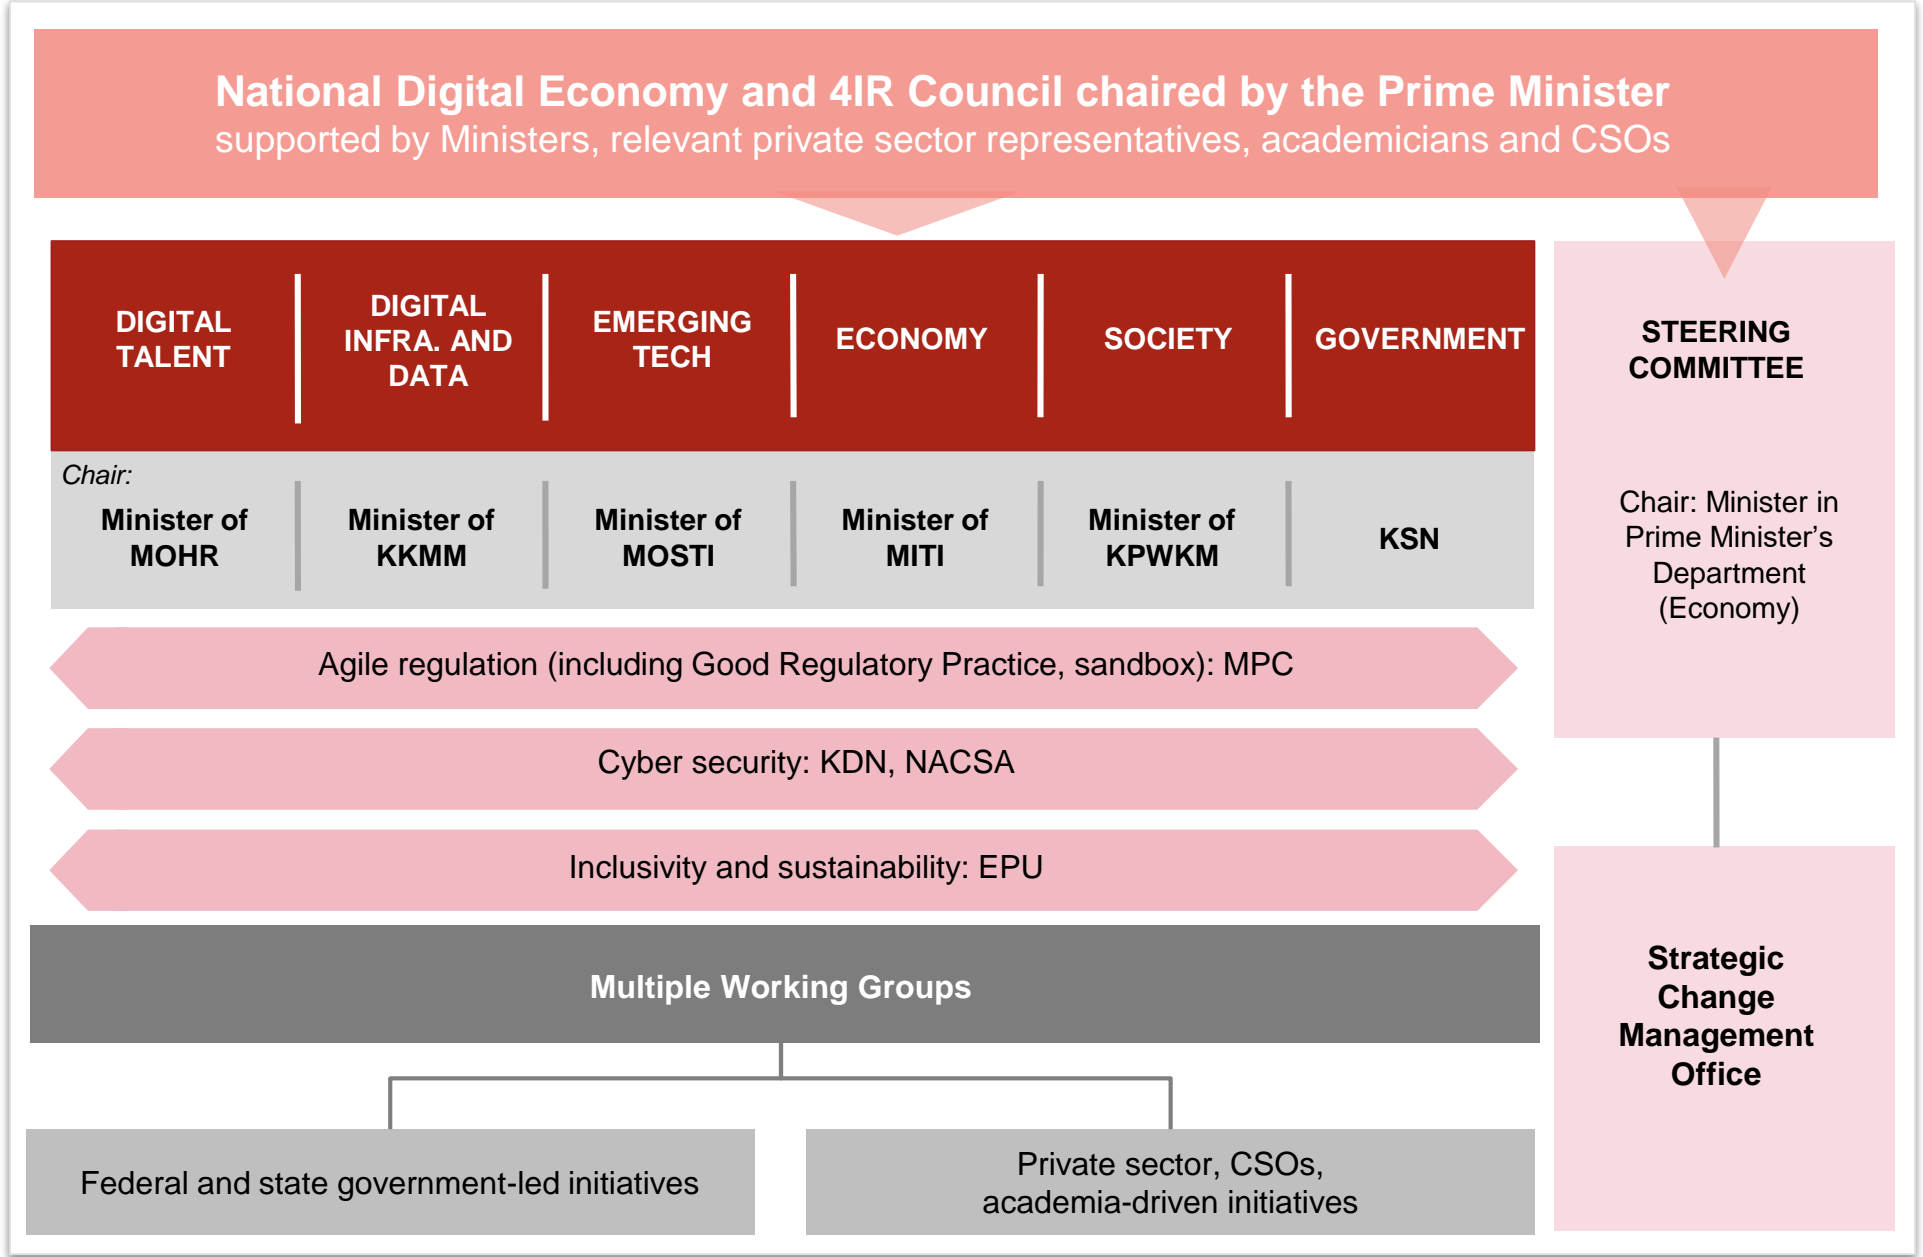 National Digital Economy and 4IR Council chaired by the Prime Minister
supported by Ministers, relevant private sector representatives, academicians and CSOs
DIGITAL
TALENT
DIGITAL
INFRA. AND
DATA
EMERGING
TECH
ECONOMY
SOCIETY
GOVERNMENT
Chair:
Minister of
MOHR
Minister of
KKMM
Minister of
MOSTI
Minister of
MITI
Minister of
KPWKM
KSN
Agile regulation (including Good Regulatory Practice, sandbox): MPC
Cyber security: KDN, NACSA
Inclusivity and sustainability: EPU
Multiple Working Groups
Federal and state government-led initiatives
Private sector, CSOs,
academia-driven initiatives
STEERING
COMMITTEE
Chair: Minister in
Prime Minister’s
Department
(Economy)
Strategic
Change
Management
Office